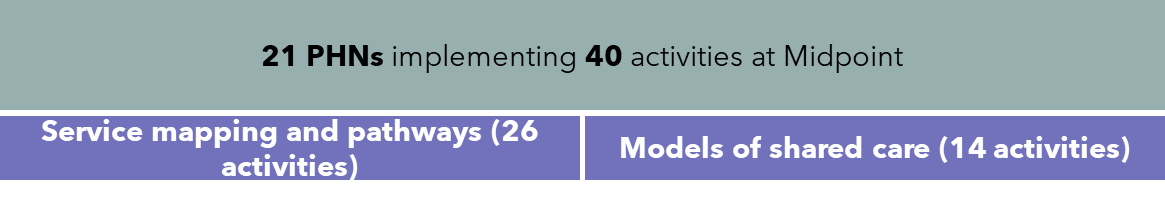 21 PHNs implementing 40 activities at Midpoint
Service mapping and pathways (26
activities)
Models of shared care (14 activities)